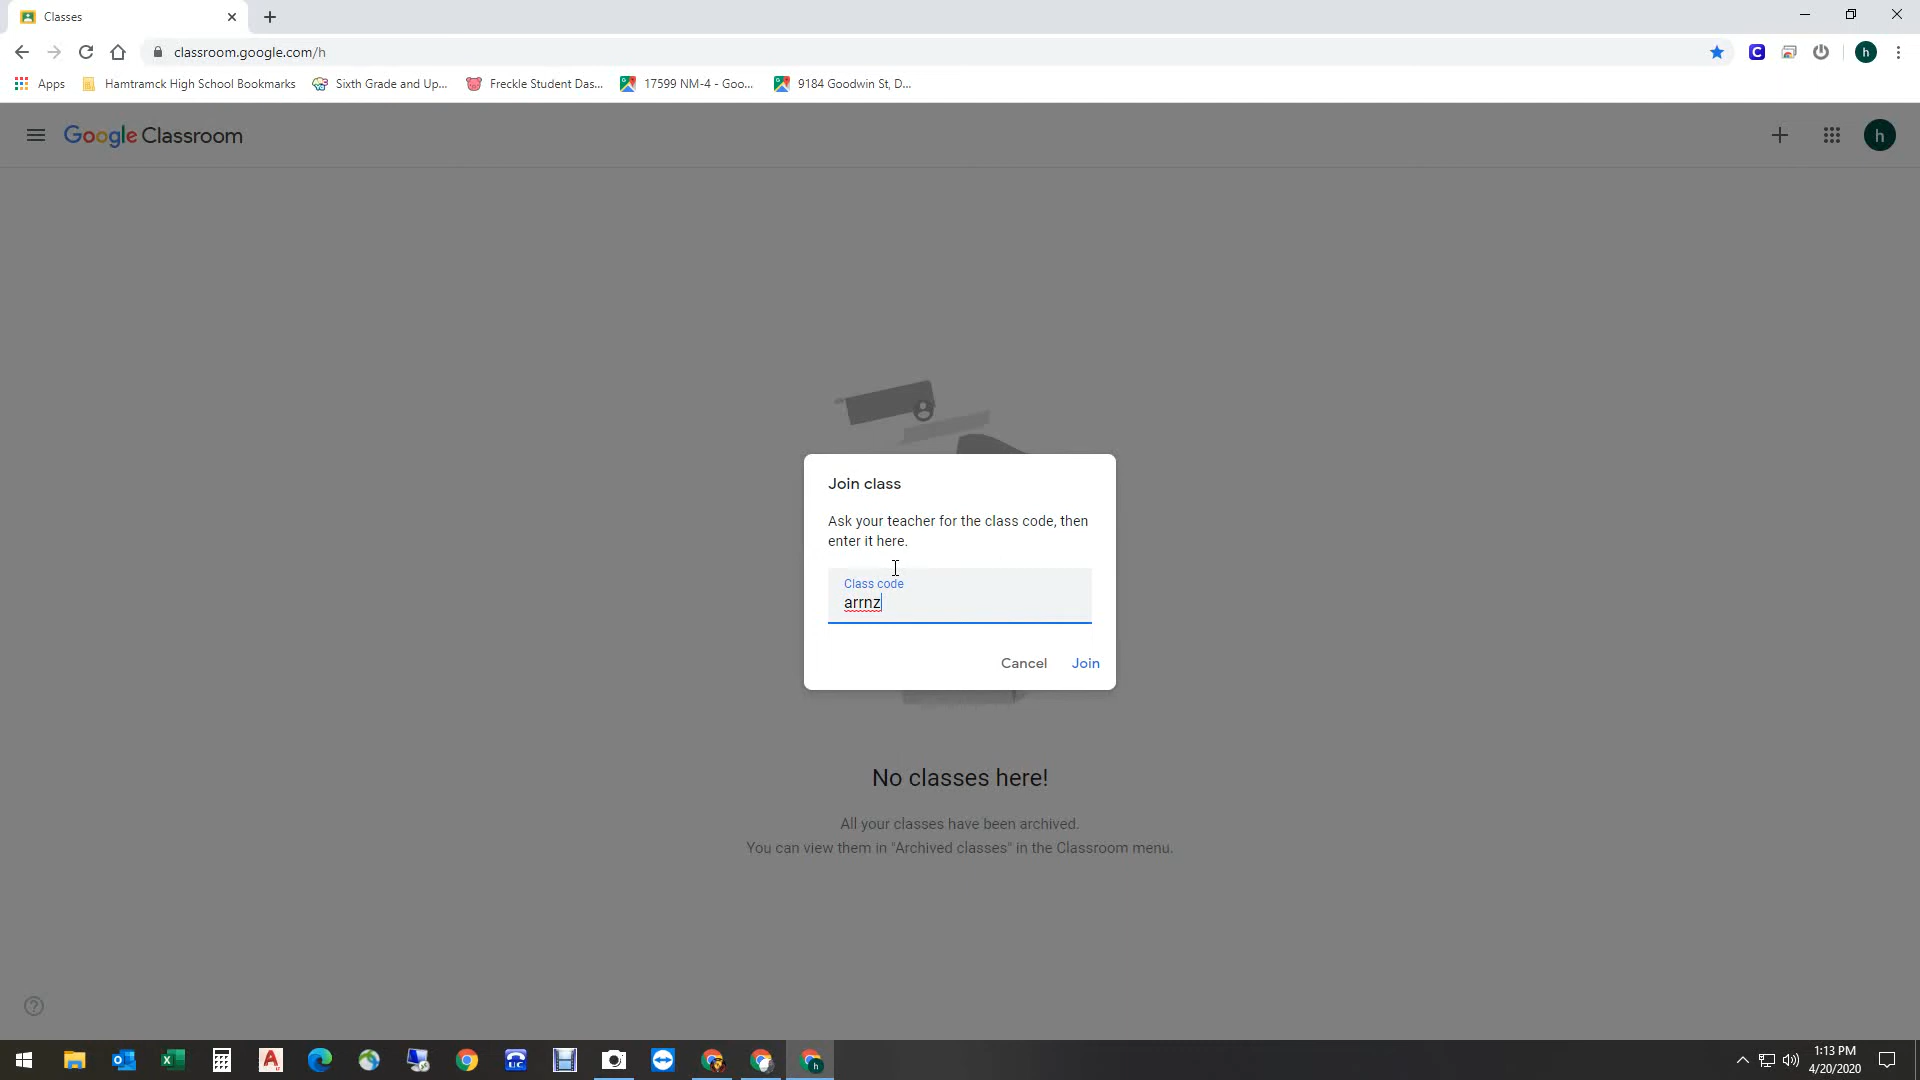 Classes
classroom.google.com/h
h
Apps
Hamtramck High School Bookmarks
Sixth Grade and Up...
Freckle Student Das...
17599 NM-4 - Goo...
9184 Goodwin St, D...
Google Classroom
h
Join class
Ask your teacher for the class code, then
enter it here.
Class code
arrnz
Cancel
Join
No classes here!
All your classes have been archived.
You can view them in "Archived classes" in the Classroom menu.
1:13 PM
4/20/2020